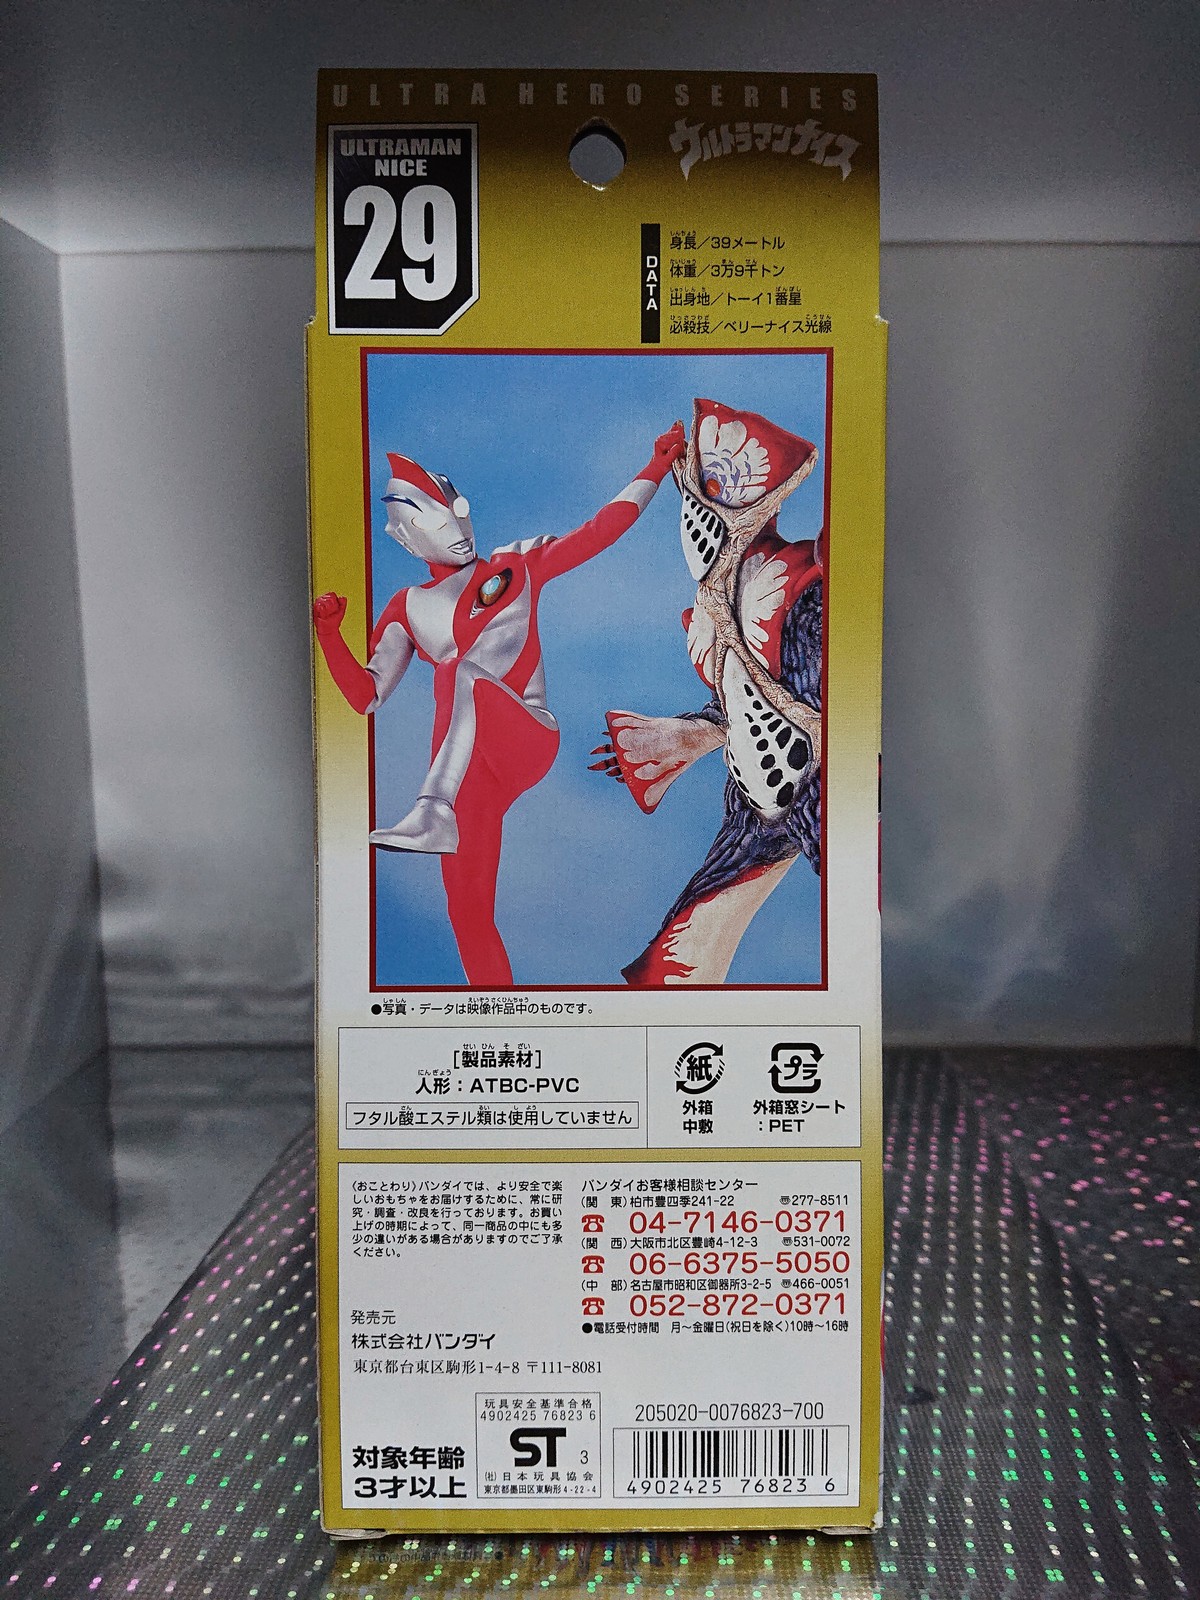 ULTRA HERO SERIES
ULTRAMAN
NICE
29
ウルトラマンナイス
DATA
身長／39メートル
体重／3万9千トン
出身地／トーイ1番星
必殺技／ベリーナイス光線
●写真・データは映像作品中のものです。
[製品素材]
人形：ATBC-PVC
フタル酸エステル類は使用していません
紙
外箱
中敷
プラ
外箱窓シート
：PET
〈おことわり〉バンダイでは、より安全で楽
しいおもちゃをお届けするために、常に研
究・調査・改良を行っております。お買い
上げの時期によって、同一商品の中にも多
少の違いがある場合がありますのでご了承
ください。
バンダイお客様相談センター
(関　東)柏市豊四季241-22 〠277-8511
☎ 04-7146-0371
(関　西)大阪市北区豊崎4-12-3 〠531-0072
☎ 06-6375-5050
(中　部)名古屋市昭和区御器所3-2-5 〠466-0051
☎ 052-872-0371
●電話受付時間　月〜金曜日(祝日を除く)10時〜16時
発売元
株式会社バンダイ
東京都台東区駒形1-4-8 〒111-8081
対象年齢
3才以上
玩具安全基準合格
4902425 76823 6
ST 3
(社)日本玩具協会
東京都墨田区東駒形4-22-4
205020-0076823-700
4902425 76823 6